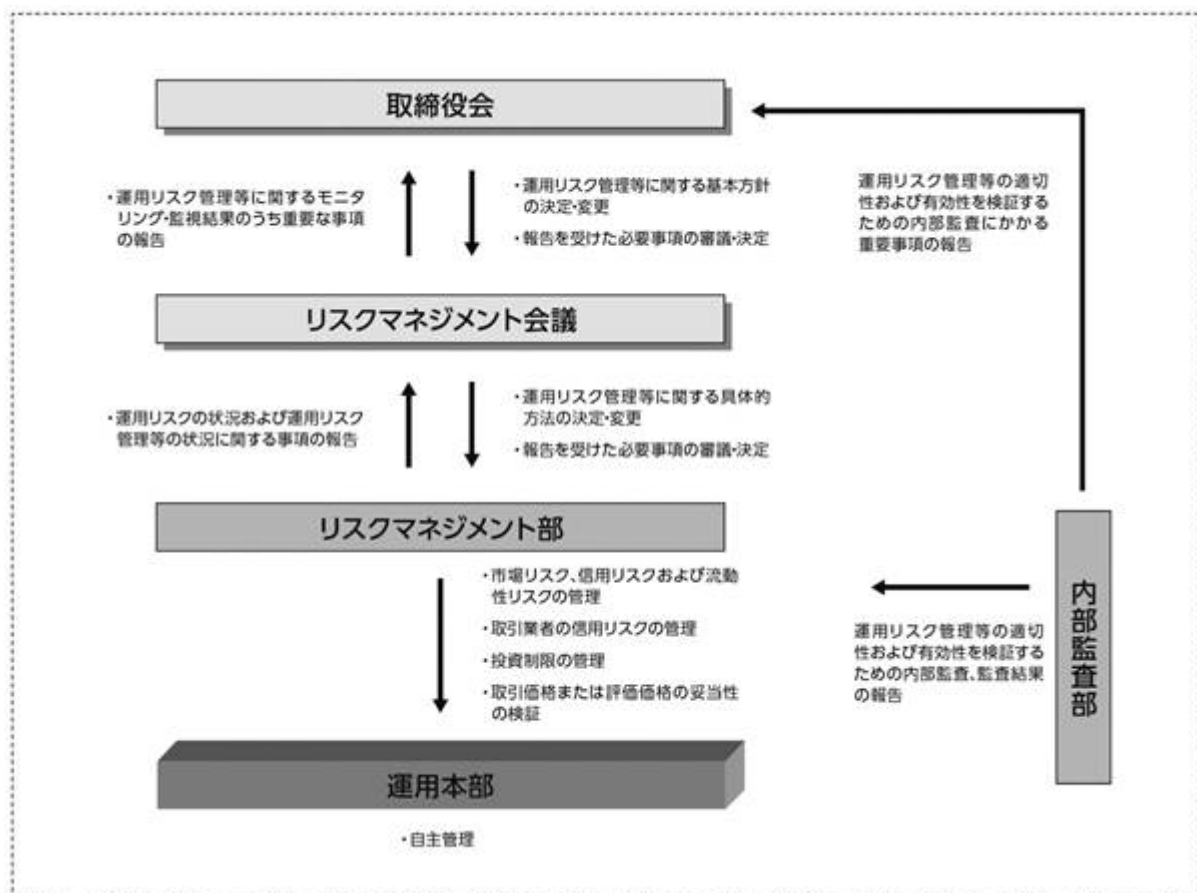 取締役会
・運用リスク管理等に関するモニタ
リング・監視結果のうち重要な事項
の報告
・運用リスク管理等に関する基本方針
の決定・変更
・報告を受けた必要事項の審議・決定
運用リスク管理等の適切
性および有効性を検証する
ための内部監査にかかる
重要事項の報告
リスクマネジメント会議
・運用リスクの状況および運用リスク
管理等の状況に関する事項の報告
・運用リスク管理等に関する具体的
方法の決定・変更
・報告を受けた必要事項の審議・決定
リスクマネジメント部
・市場リスク、信用リスクおよび流動
性リスクの管理
・取引業者の信用リスクの管理
・投資制限の管理
・取引価格または評価価格の妥当性
の検証
運用リスク管理等の適切
性および有効性を検証する
ための内部監査、監査結果
の報告
内部監査部
運用本部
・自主管理